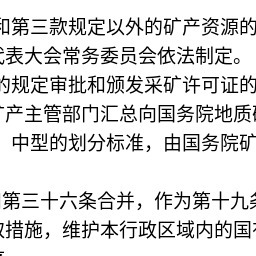 和第三款规定以外的矿产资源的
代表大会常务委员会依法制定。
的规定审批和颁发采矿许可证的
矿产主管部门汇总向国务院地质
、中型的划分标准，由国务院矿
第三十六条合并，作为第十九条
取措施，维护本行政区域内的国有